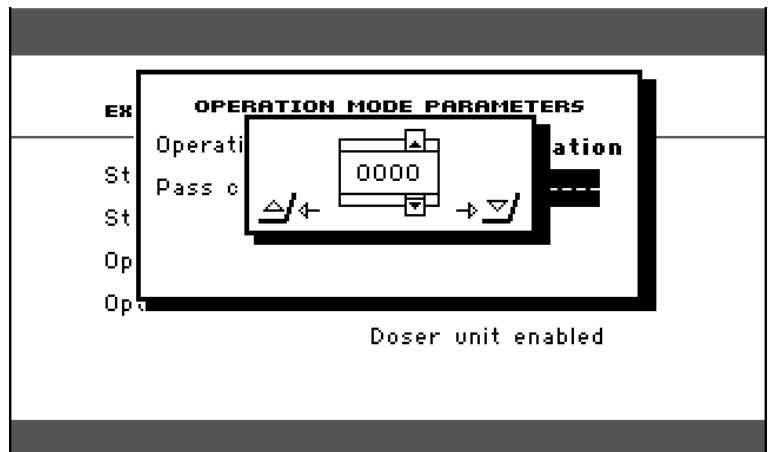 EX
OPERATION MODE PARAMETERS
Operati ation
St
Pass c
0000
St
Op
Op
Doser unit enabled